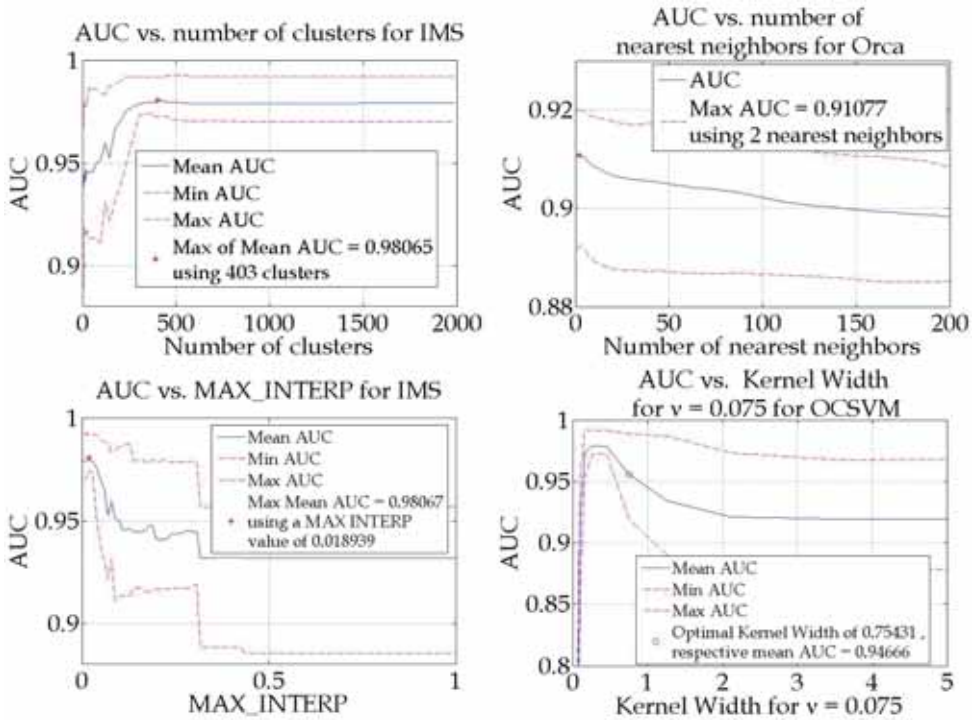 AUC vs. number of clusters for IMS
1
0.95
0.9
AUC
Mean AUC
Min AUC
Max AUC
Max of Mean AUC = 0.98065
using 403 clusters
0 500 1000 1500 2000
Number of clusters
AUC vs. number of
nearest neighbors for Orca
0.92
0.9
0.88
AUC
AUC
Max AUC = 0.91077
using 2 nearest neighbors
0 50 100 150 200
Number of nearest neighbors
AUC vs. MAX_INTERP for IMS
1
0.95
0.9
AUC
Mean AUC
Min AUC
Max AUC
Max Mean AUC = 0.98067
using a MAX INTERP
value of 0.018939
0 0.5 1
MAX_INTERP
AUC vs. Kernel Width
for ν = 0.075 for OCSVM
1
0.95
0.9
0.85
0.8
AUC
Mean AUC
Min AUC
Max AUC
Optimal Kernel Width of 0.75431 ,
respective mean AUC = 0.94666
0 1 2 3 4 5
Kernel Width for ν = 0.075